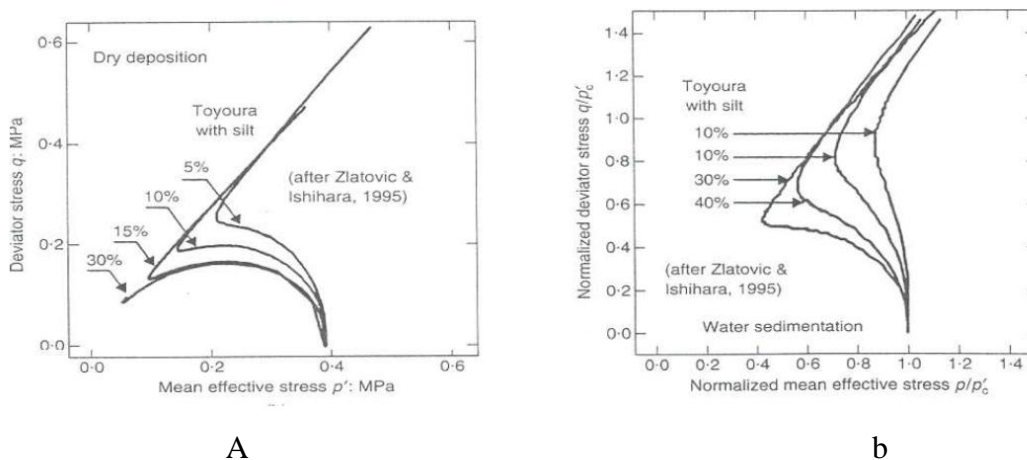 0·6
0·4
0·2
0·0
Deviator stress q: MPa
Dry deposition
Toyoura
with silt
5%
10%
15%
30%
(after Zlatovic &
Ishihara, 1995)
0·0 0·2 0·4 0·6
Mean effective stress p′: MPa
A
1·4
1·2
1·0
0·8
0·6
0·4
0·2
0·0
Normalized deviator stress q/p′c
Toyoura
with silt
10%
10%
30%
40%
(after Zlatovic &
Ishihara, 1995)
Water sedimentation
0·0 0·2 0·4 0·6 0·8 1·0 1·2 1·4
Normalized mean effective stress p/p′c
b